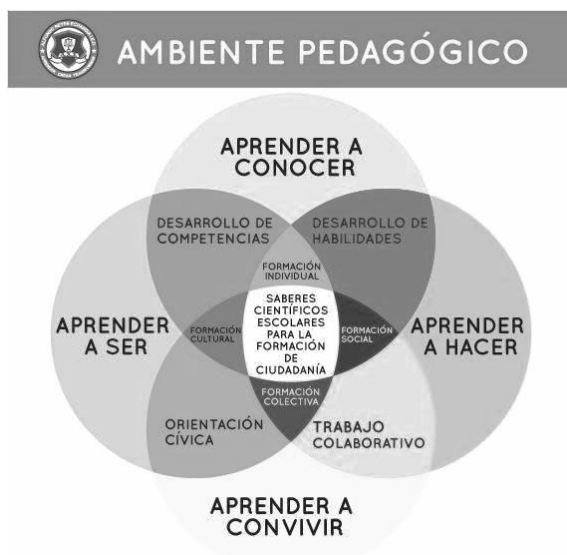 AMBIENTE PEDAGÓGICO
APRENDER A
CONOCER
DESARROLLO DE
COMPETENCIAS
DESARROLLO DE
HABILIDADES
FORMACIÓN
INDIVIDUAL
APRENDER
A SER
FORMACIÓN
CULTURAL
SABERES
CIENTÍFICOS
ESCOLARES
PARA LA
FORMACIÓN
DE
CIUDADANÍA
FORMACIÓN
SOCIAL
APRENDER
A HACER
FORMACIÓN
COLECTIVA
ORIENTACIÓN
CÍVICA
TRABAJO
COLABORATIVO
APRENDER A
CONVIVIR